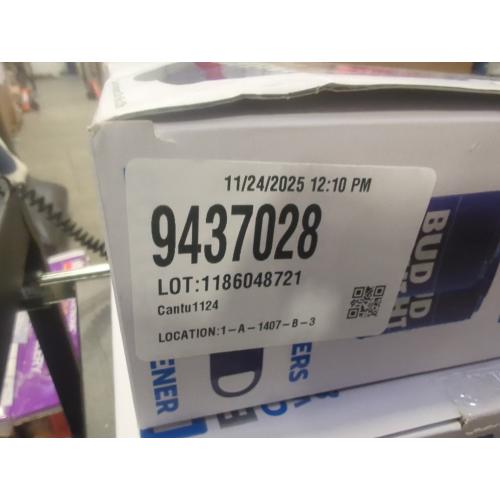 11/24/2025 12:10 PM
9437028
LOT:1186048721
Cantu1124
LOCATION:1-A-1407-B-3
BUD